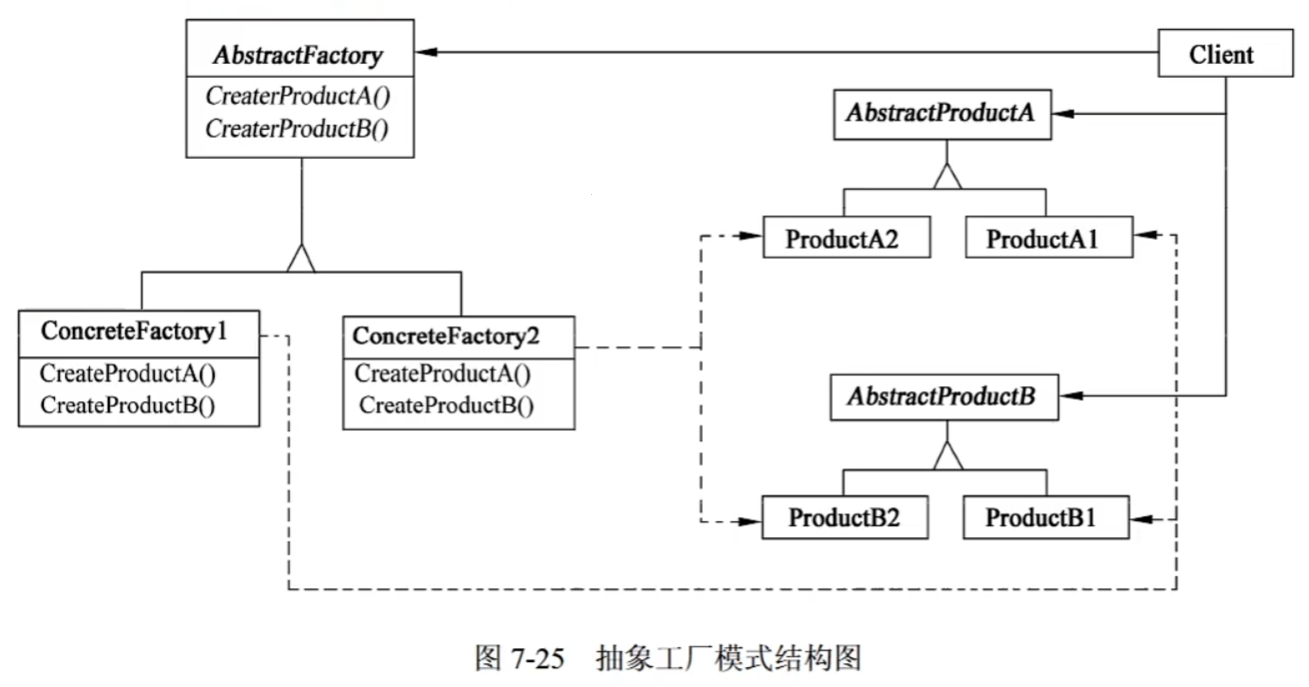 AbstractFactory
CreaterProductA()
CreaterProductB()
Client
AbstractProductA
ProductA2
ProductA1
ConcreteFactory1
CreateProductA()
CreateProductB()
ConcreteFactory2
CreateProductA()
CreateProductB()
AbstractProductB
ProductB2
ProductB1
图 7-25 抽象工厂模式结构图